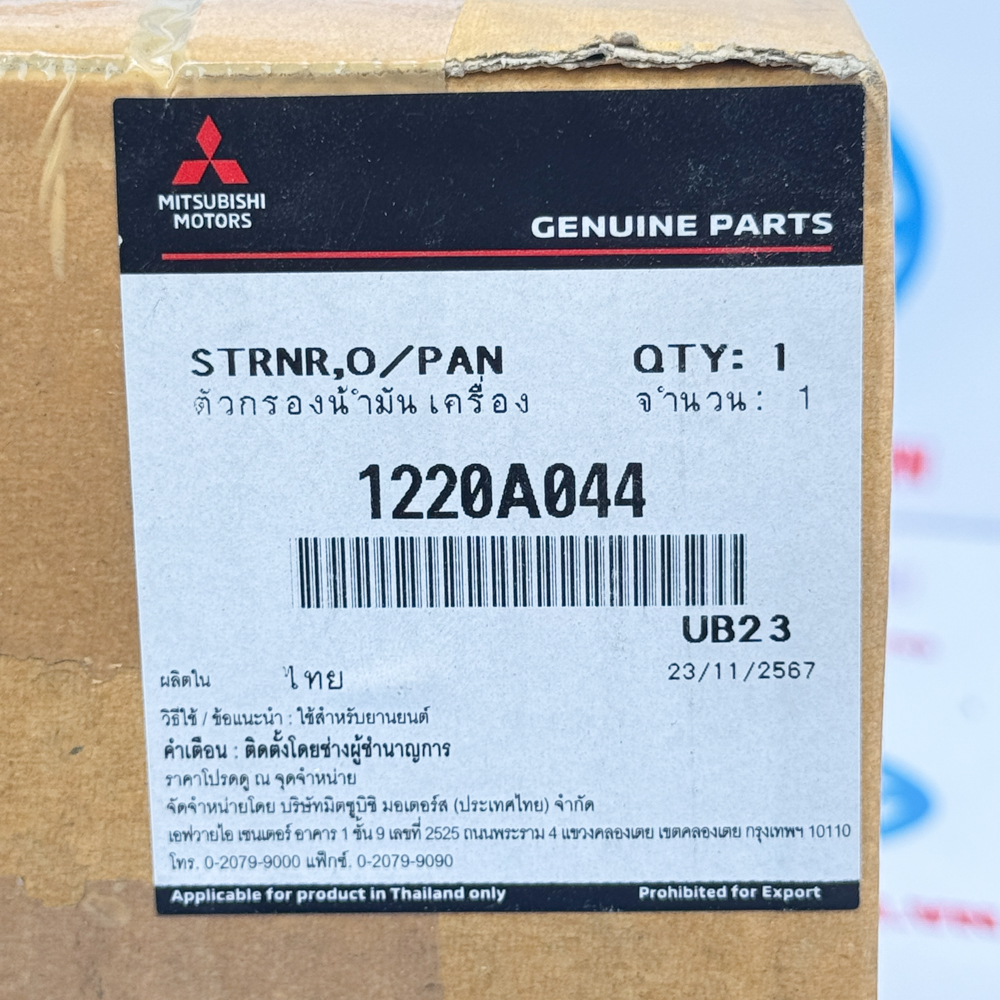 MITSUBISHI
MOTORS
GENUINE PARTS
STRNR,O/PAN QTY: 1
ตัวกรองน้ำมันเครื่อง จำนวน: 1
1220A044
UB23
ผลิตใน ไทย 23/11/2567
วิธีใช้ / ข้อแนะนำ : ใช้สำหรับยานยนต์
คำเตือน : ติดตั้งโดยช่างผู้ชำนาญการ
ราคาโปรดดู ณ จุดจำหน่าย
จัดจำหน่ายโดย บริษัทมิตซูบิชิ มอเตอร์ส (ประเทศไทย) จำกัด
เอฟวายไอ เซนเตอร์ อาคาร 1 ชั้น 9 เลขที่ 2525 ถนนพระราม 4 แขวงคลองเตย เขตคลองเตย กรุงเทพฯ 10110
โทร. 0-2079-9000 แฟ็กซ์. 0-2079-9090
Applicable for product in Thailand only Prohibited for Export